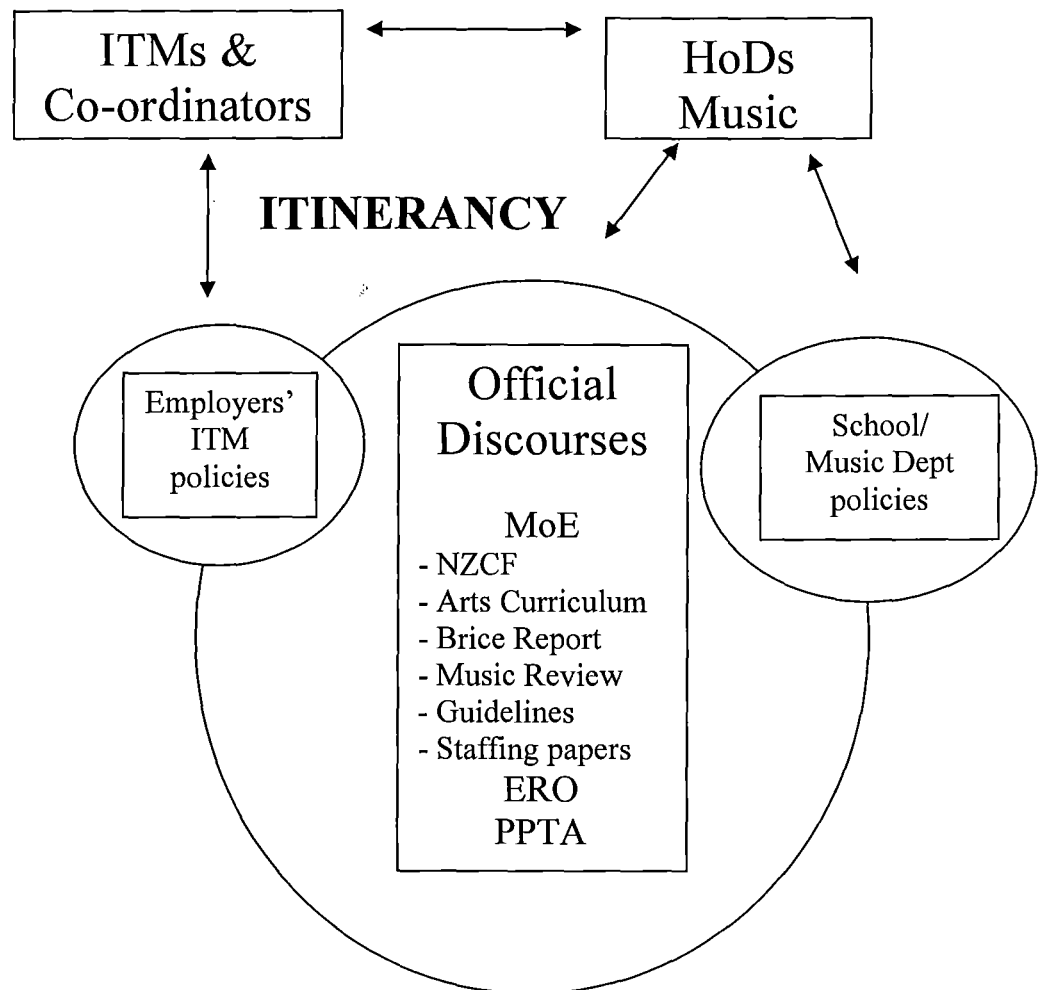 ITMs &
Co-ordinators
HoDs
Music
ITINERANCY
Employers’
ITM
policies
Official
Discourses
MoE
- NZCF
- Arts Curriculum
- Brice Report
- Music Review
- Guidelines
- Staffing papers
ERO
PPTA
School/
Music Dept
policies